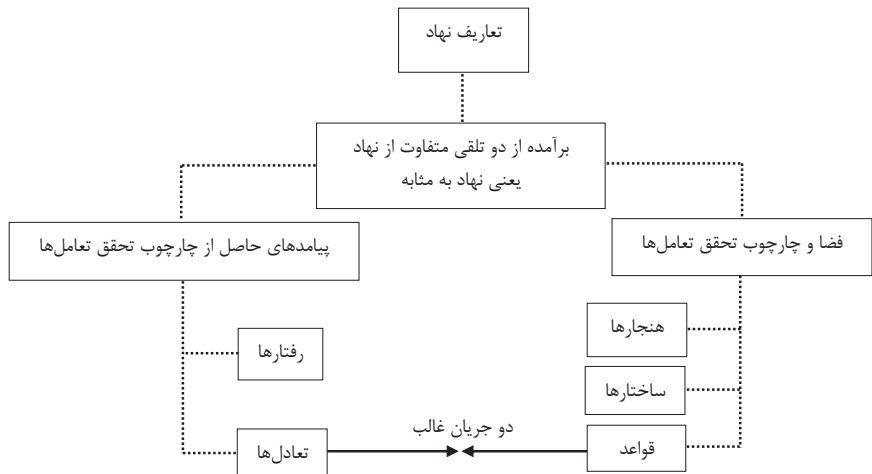 تعاریف نهاد
برآمده از دو تلقی متفاوت از نهاد
یعنی نهاد به مثابه
فضا و چارچوب تحقق تعامل‌ها
پیامدهای حاصل از چارچوب تحقق تعامل‌ها
هنجارها
رفتارها
ساختارها
دو جریان غالب
قواعد
تعادل‌ها